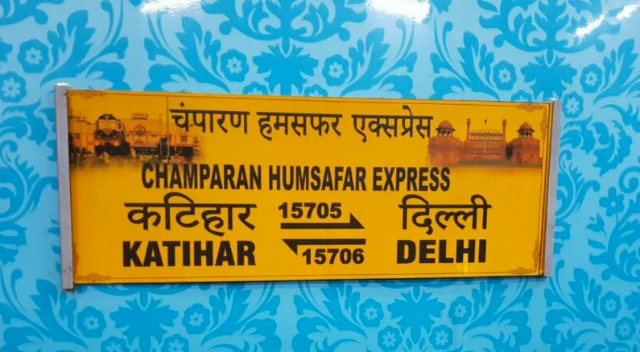 चंपारण हमसफर एक्सप्रेस
CHAMPARAN HUMSAFAR EXPRESS
कटिहार 15705 दिल्ली
KATIHAR 15706 DELHI